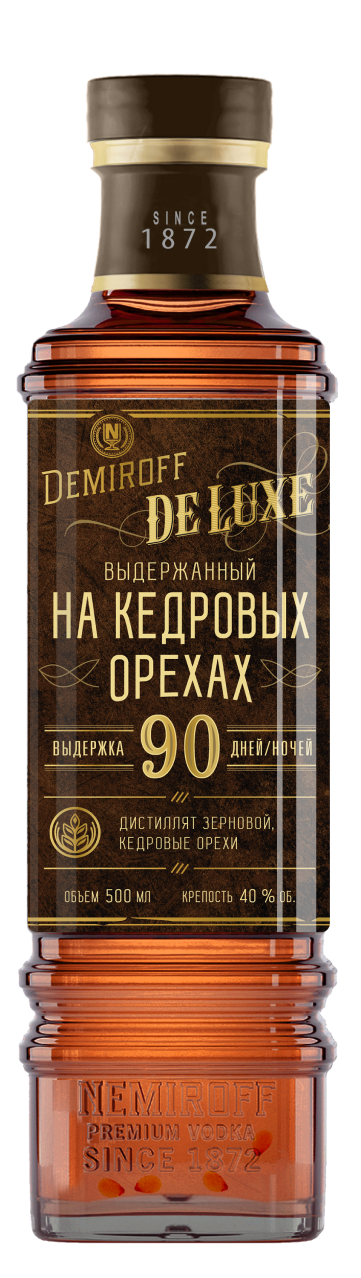 SINCE
1872
N
DEMIROFF
DE LUXE
ВЫДЕРЖАННЫЙ
НА КЕДРОВЫХ
ОРЕХАХ
ВЫДЕРЖКА 90 ДНЕЙ/НОЧЕЙ
ДИСТИЛЛЯТ ЗЕРНОВОЙ,
КЕДРОВЫЕ ОРЕХИ
ОБЪЕМ 500 МЛ КРЕПОСТЬ 40 % ОБ.
NEMIROFF
PREMIUM VODKA
SINCE 1872